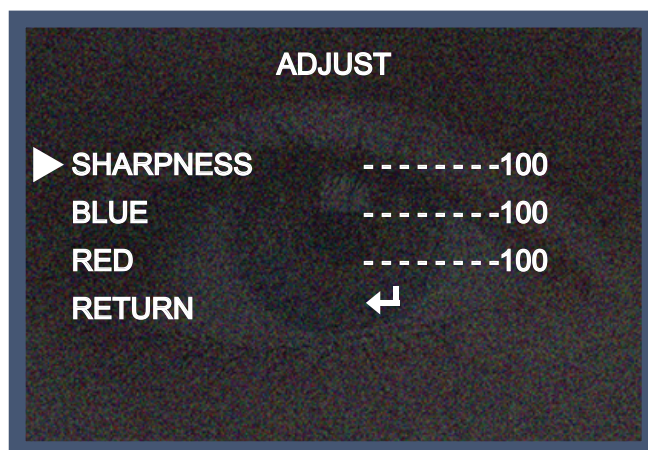 ADJUST
SHARPNESS --------100
BLUE --------100
RED --------100
RETURN